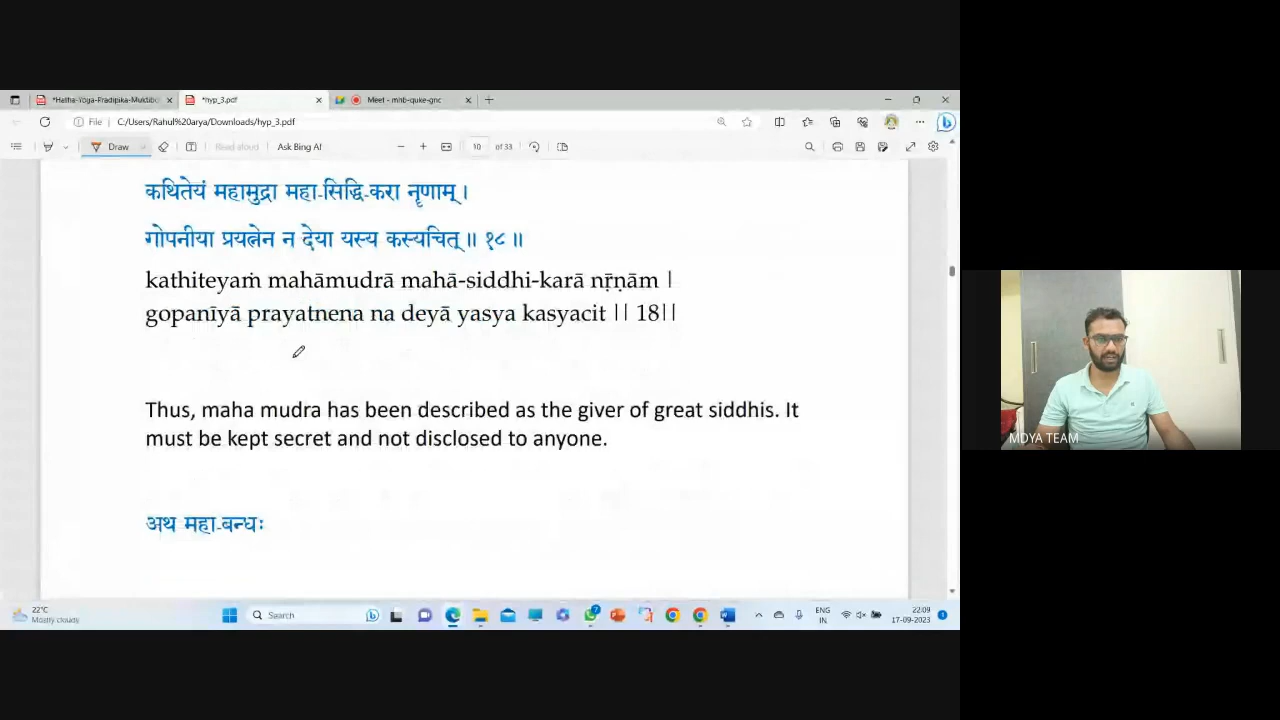 *Hatha-Yoga-Pradipika-Muktibo
*hyp_3.pdf
Meet - mhb-quke-gnc
File
C:/Users/Rahul%20arya/Downloads/hyp_3.pdf
Draw
Read aloud
Ask Bing AI
10
of 33
कथितेयं महामुद्रा महा-सिद्धि-करा नॄणाम् ।
गोपनीया प्रयत्नेन न देया यस्य कस्यचित् ॥ १८ ॥
kathiteyaṁ mahāmudrā mahā-siddhi-karā nṝṇām |
gopanīyā prayatnena na deyā yasya kasyacit || 18||
Thus, maha mudra has been described as the giver of great siddhis. It
must be kept secret and not disclosed to anyone.
अथ महा-बन्धः
MDYA TEAM
22°C
Mostly cloudy
Search
ENG
IN
22:09
17-09-2023